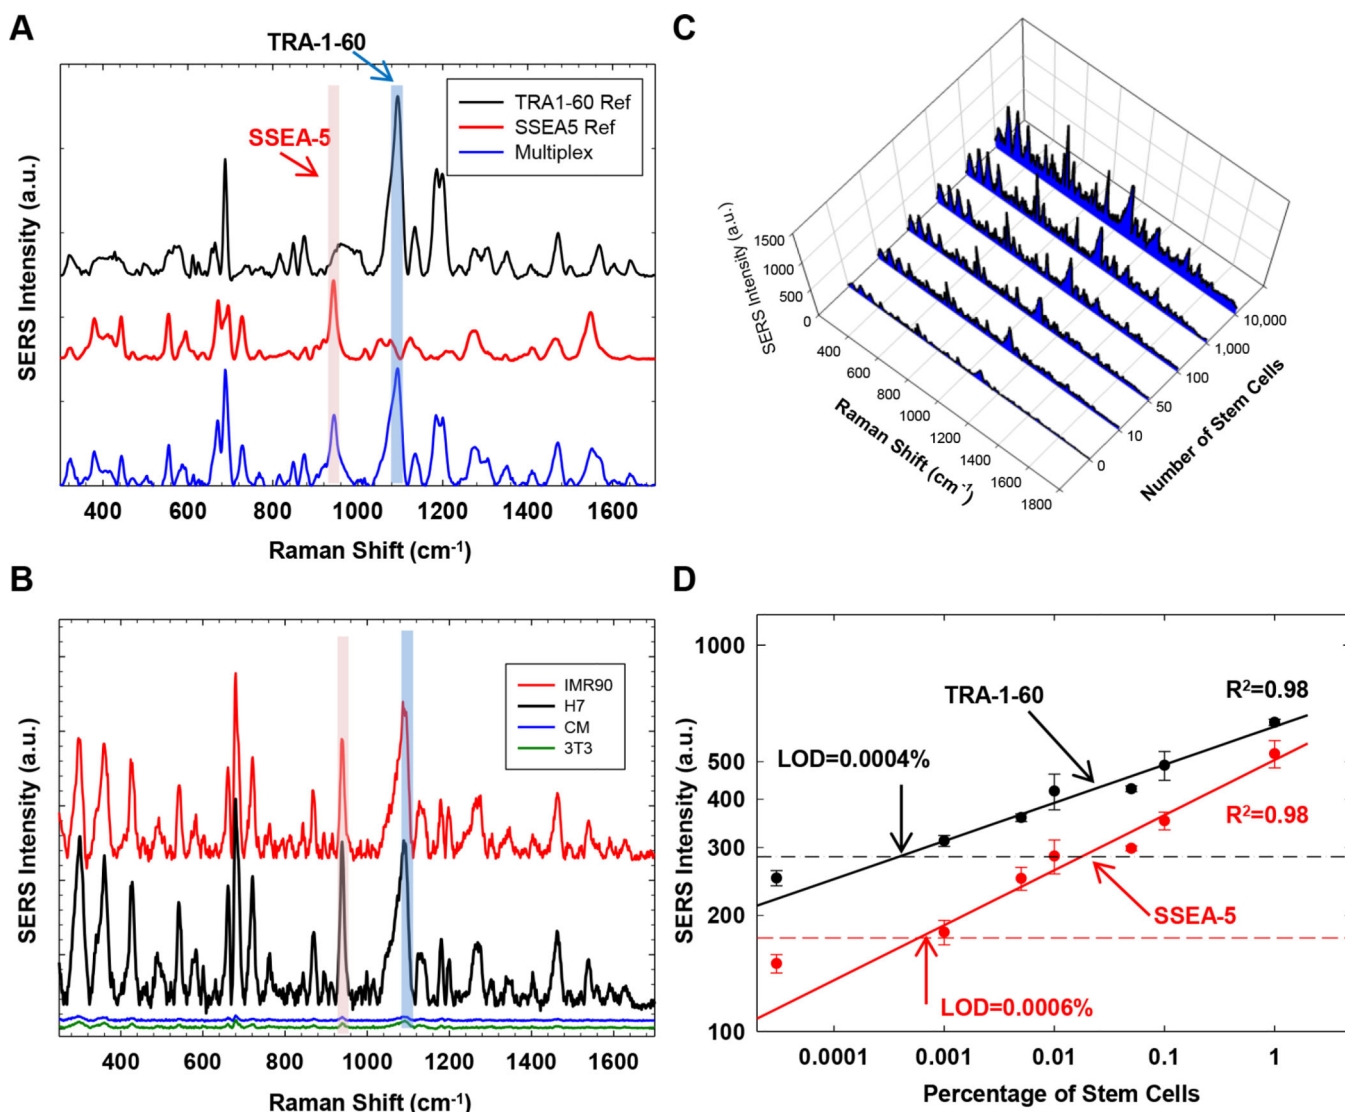 A
TRA-1-60
SSEA-5
TRA1-60 Ref
SSEA5 Ref
Multiplex
SERS Intensity (a.u.)
400 600 800 1000 1200 1400 1600
Raman Shift (cm⁻¹)
C
1500
1000
500
0
SERS Intensity (a.u.)
400
600
800
1000
1200
1400
1600
1800
Raman Shift (cm⁻¹)
10,000
1,000
100
50
10
0
Number of Stem Cells
B
IMR90
H7
CM
3T3
SERS Intensity (a.u.)
400 600 800 1000 1200 1400 1600
Raman Shift (cm⁻¹)
D
1000
500
400
300
200
100
SERS Intensity (a.u.)
TRA-1-60
R²=0.98
LOD=0.0004%
R²=0.98
SSEA-5
LOD=0.0006%
0.0001 0.001 0.01 0.1 1
Percentage of Stem Cells